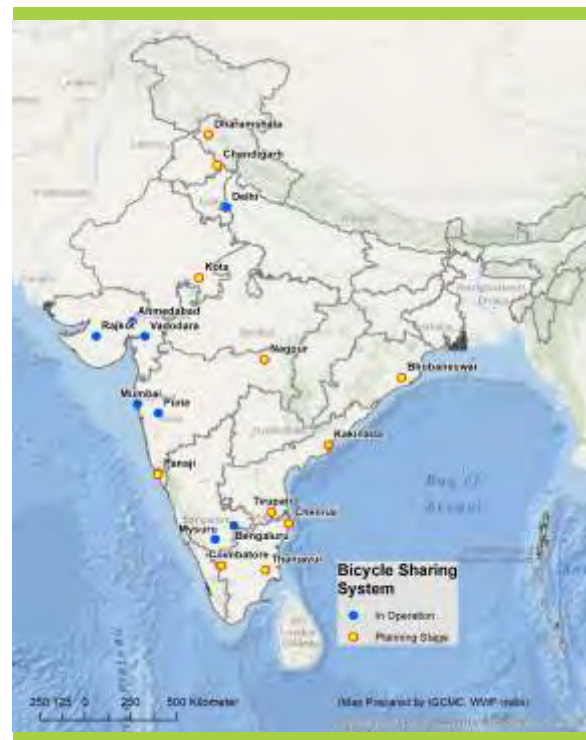 Dharamshala
Chandigarh
Delhi
Kota
Ahmedabad
Rajkot
Vadodara
Nagpur
Bhubaneswar
Mumbai
Pune
Kakinada
Panaji
Bay of
Bengal
Tirupati
Chennai
Mysuru
Bengaluru
Coimbatore
Thanjavur
Bicycle Sharing
System
In Operation
Planning Stage
250 125 0 250 500 Kilometer
(Map Prepared by IGCMC, WWF-India)